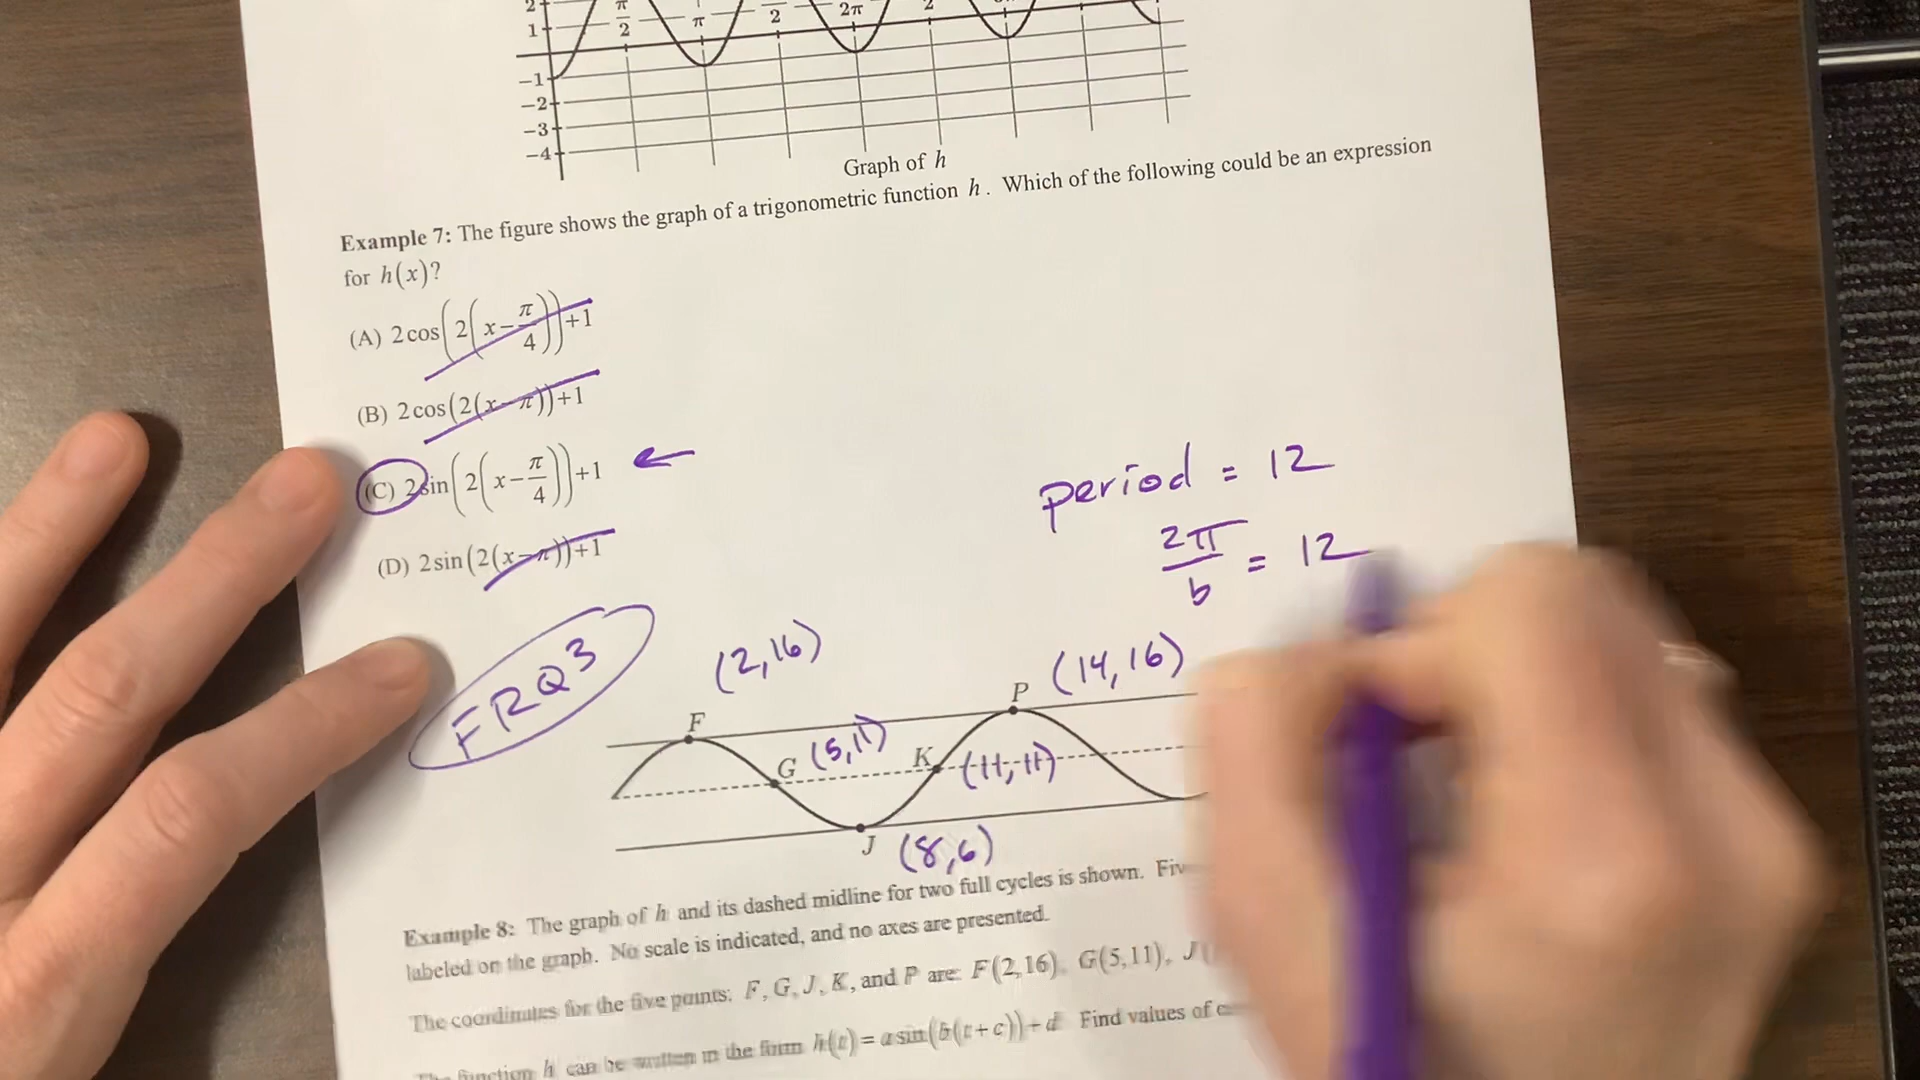 2
1
π/2
π
2
2π
2
-1
-2
-3
-4
Graph of h
Example 7: The figure shows the graph of a trigonometric function h. Which of the following could be an expression
for h(x)?
(A) 2cos(2(x-π/4))+1
(B) 2cos(2(x-π))+1
(C) 2sin(2(x-π/4))+1 ←
(D) 2sin(2(x-π))+1
period = 12
2π/b = 12
FRQ3
(2,16)
(14,16)
F
P
G (5,11)
K (11,11)
J (8,6)
Example 8: The graph of h and its dashed midline for two full cycles is shown.
labeled on the graph. No scale is indicated, and no axes are presented.
The coordinates for the five points: F, G, J, K, and P are: F(2,16), G(5,11), J(
The function h can be written in the form h(t) = a sin(b(t+c))+d Find values of